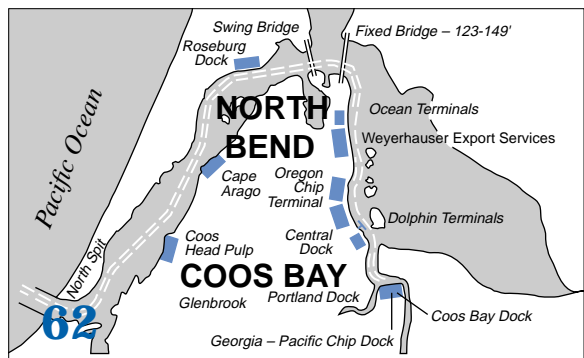 Swing Bridge
Fixed Bridge – 123-149'
Roseburg
Dock
Pacific Ocean
NORTH
BEND
Ocean Terminals
Weyerhauser Export Services
Cape
Arago
Oregon
Chip
Terminal
Dolphin Terminals
Coos
Head Pulp
Central
Dock
North Spit
COOS BAY
Glenbrook
Portland Dock
62
Coos Bay Dock
Georgia – Pacific Chip Dock